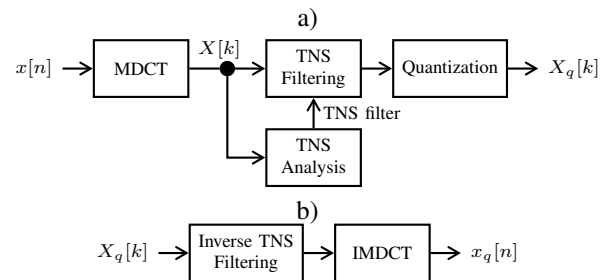 a)
x[n]
MDCT
X[k]
TNS
Filtering
Quantization
X_q[k]
TNS filter
TNS
Analysis
b)
X_q[k]
Inverse TNS
Filtering
IMDCT
x_q[n]